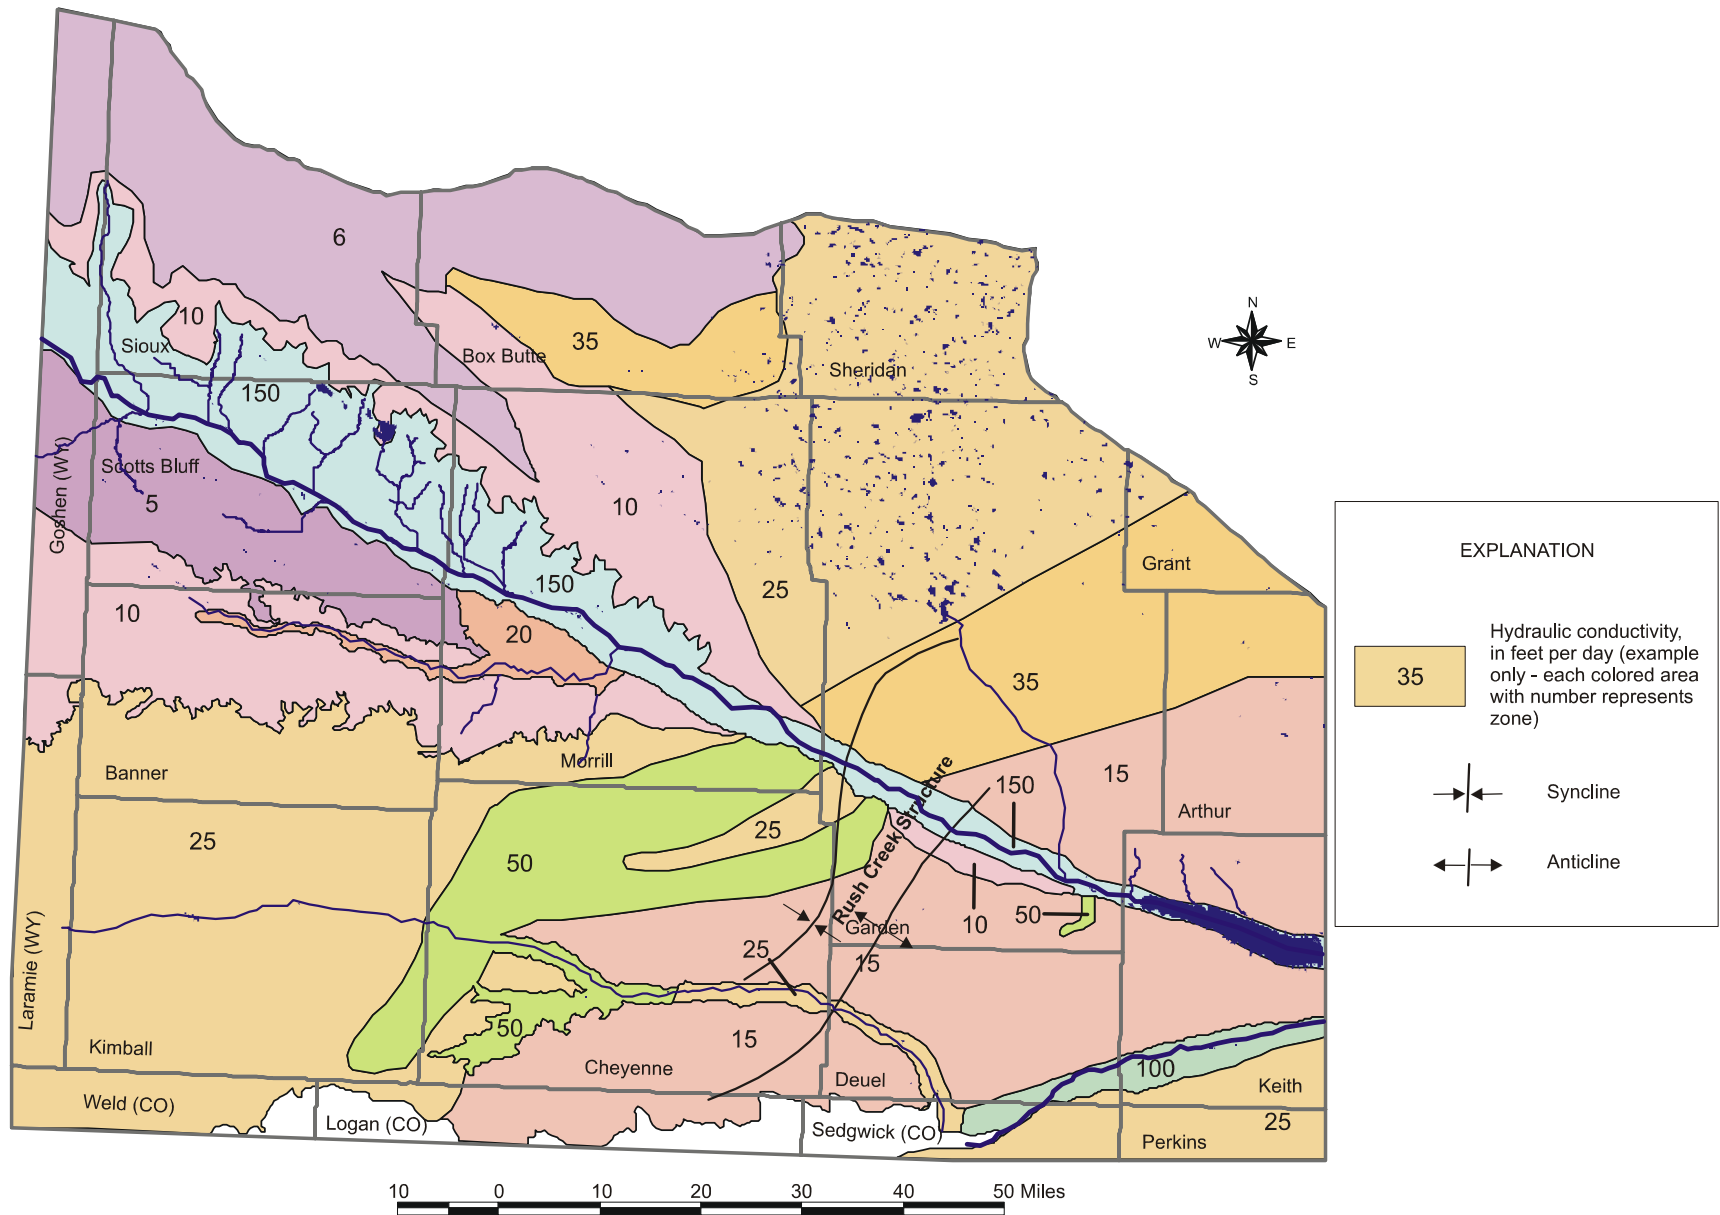 6
10
Sioux
35
Box Butte
Sheridan
N
W
E
S
150
Goshen (WY)
Scotts Bluff
5
10
25
150
Grant
10
20
35
Banner
Morrill
15
150
Arthur
25
25
50
Rush Creek Structure
10
50
Garden
25
15
Laramie (WY)
50
15
Kimball
Cheyenne
Deuel
100
Keith
Weld (CO)
Logan (CO)
Sedgwick (CO)
25
Perkins
EXPLANATION
35
Hydraulic conductivity,
in feet per day (example
only - each colored area
with number represents
zone)
Syncline
Anticline
10 0 10 20 30 40 50 Miles